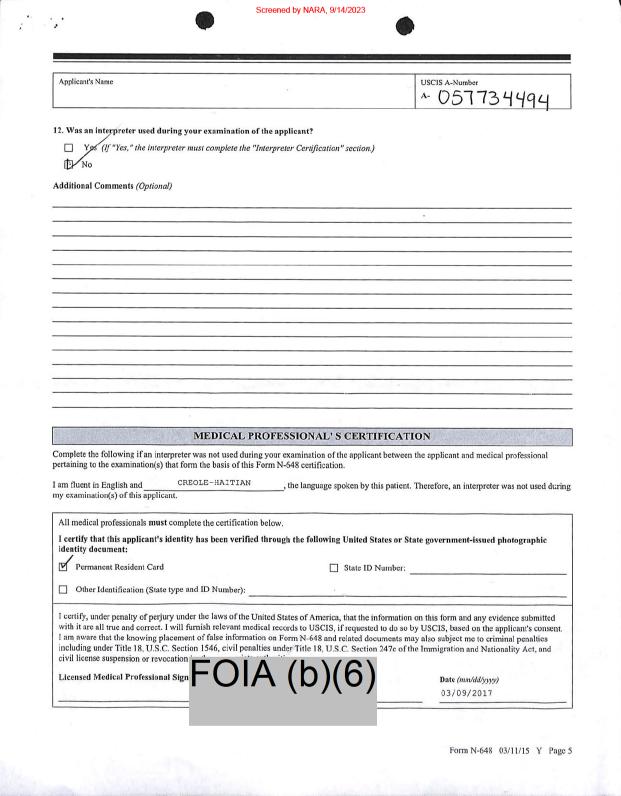 Screened by NARA, 9/14/2023
Applicant's Name
USCIS A-Number
A- 057734494
12. Was an interpreter used during your examination of the applicant?
Yes (If "Yes," the interpreter must complete the "Interpreter Certification" section.)
No
Additional Comments (Optional)
MEDICAL PROFESSIONAL'S CERTIFICATION
Complete the following if an interpreter was not used during your examination of the applicant between the applicant and medical professional
pertaining to the examination(s) that form the basis of this Form N-648 certification.
I am fluent in English and CREOLE-HAITIAN , the language spoken by this patient. Therefore, an interpreter was not used during
my examination(s) of this applicant.
All medical professionals must complete the certification below.
I certify that this applicant's identity has been verified through the following United States or State government-issued photographic
identity document:
Permanent Resident Card
State ID Number:
Other Identification (State type and ID Number):
I certify, under penalty of perjury under the laws of the United States of America, that the information on this form and any evidence submitted
with it are all true and correct. I will furnish relevant medical records to USCIS, if requested to do so by USCIS, based on the applicant's consent.
I am aware that the knowing placement of false information on Form N-648 and related documents may also subject me to criminal penalties
including under Title 18, U.S.C. Section 1546, civil penalties under Title 18, U.S.C. Section 247c of the Immigration and Nationality Act, and
civil license suspension or revocation
FOIA (b)(6)
Licensed Medical Professional Sign
Date (mm/dd/yyyy)
03/09/2017
Form N-648 03/11/15 Y Page 5